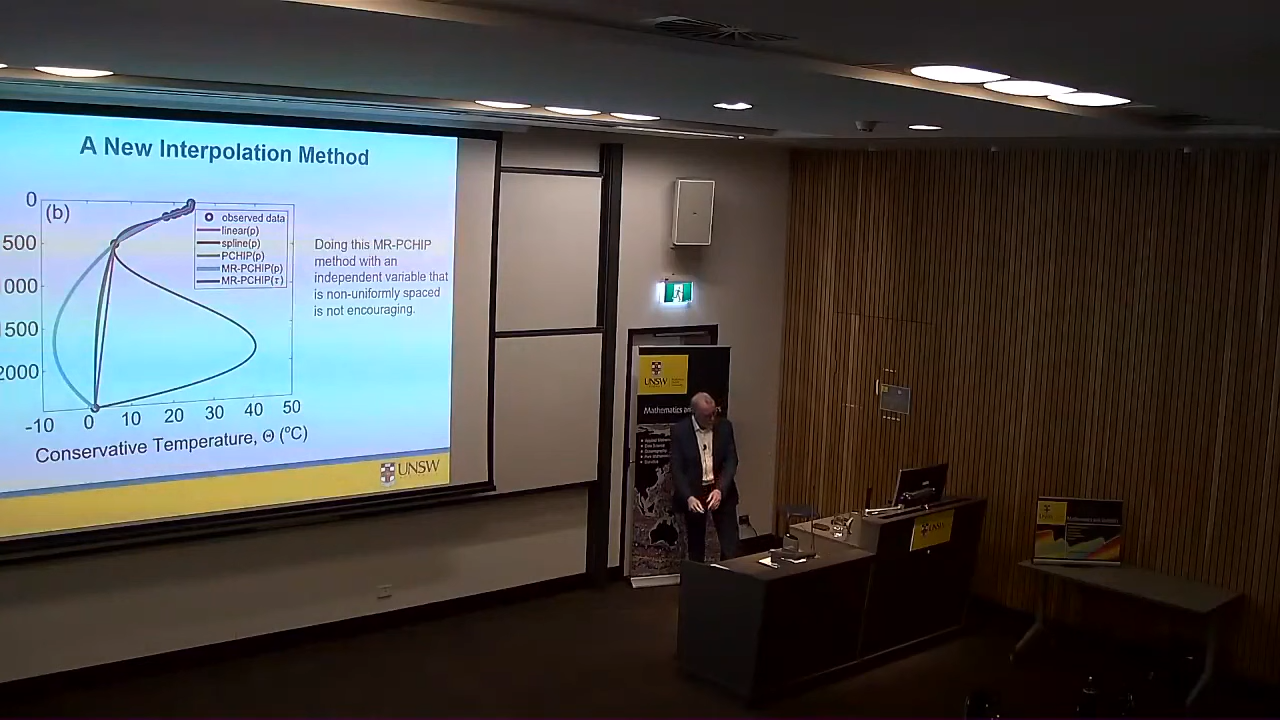 A New Interpolation Method
(b)
0
500
000
500
2000
observed data
linear(p)
spline(p)
PCHIP(p)
MR-PCHIP(p)
MR-PCHIP(τ)
-10 0 10 20 30 40 50
Conservative Temperature, Θ (ºC)
Doing this MR-PCHIP
method with an
independent variable that
is non-uniformly spaced
is not encouraging.
UNSW
UNSW
Mathematics
UNSW